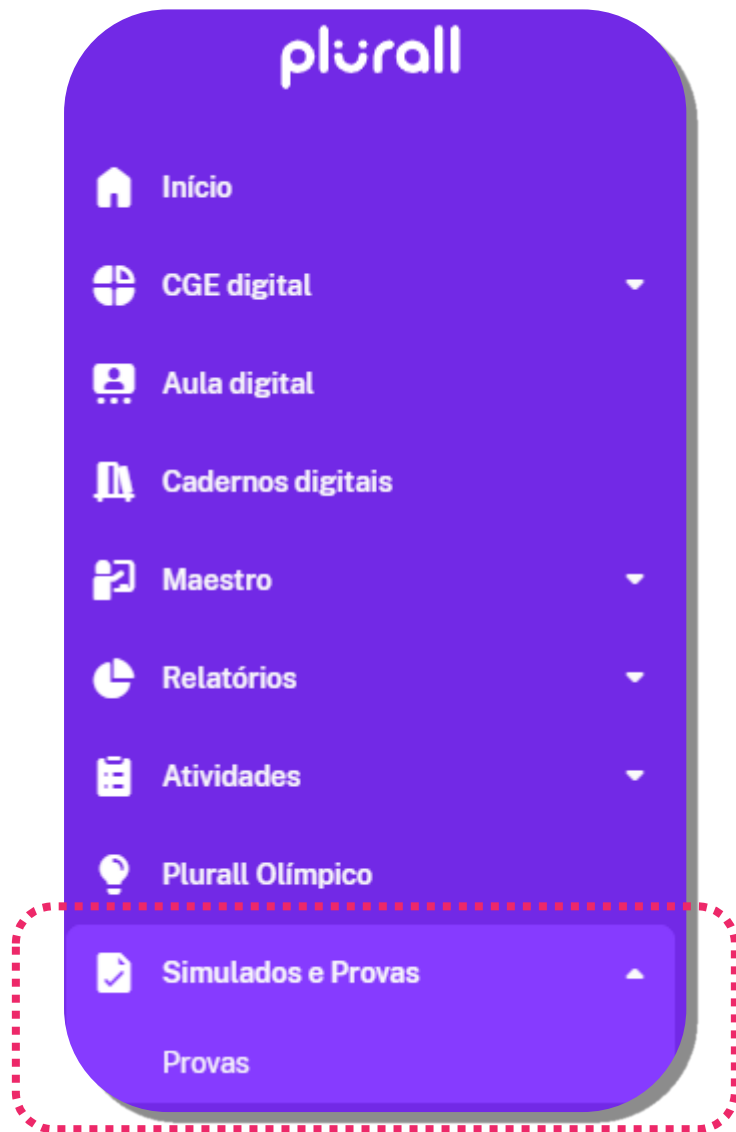 plurall
Início
CGE digital
Aula digital
Cadernos digitais
Maestro
Relatórios
Atividades
Plurall Olímpico
Simulados e Provas
Provas